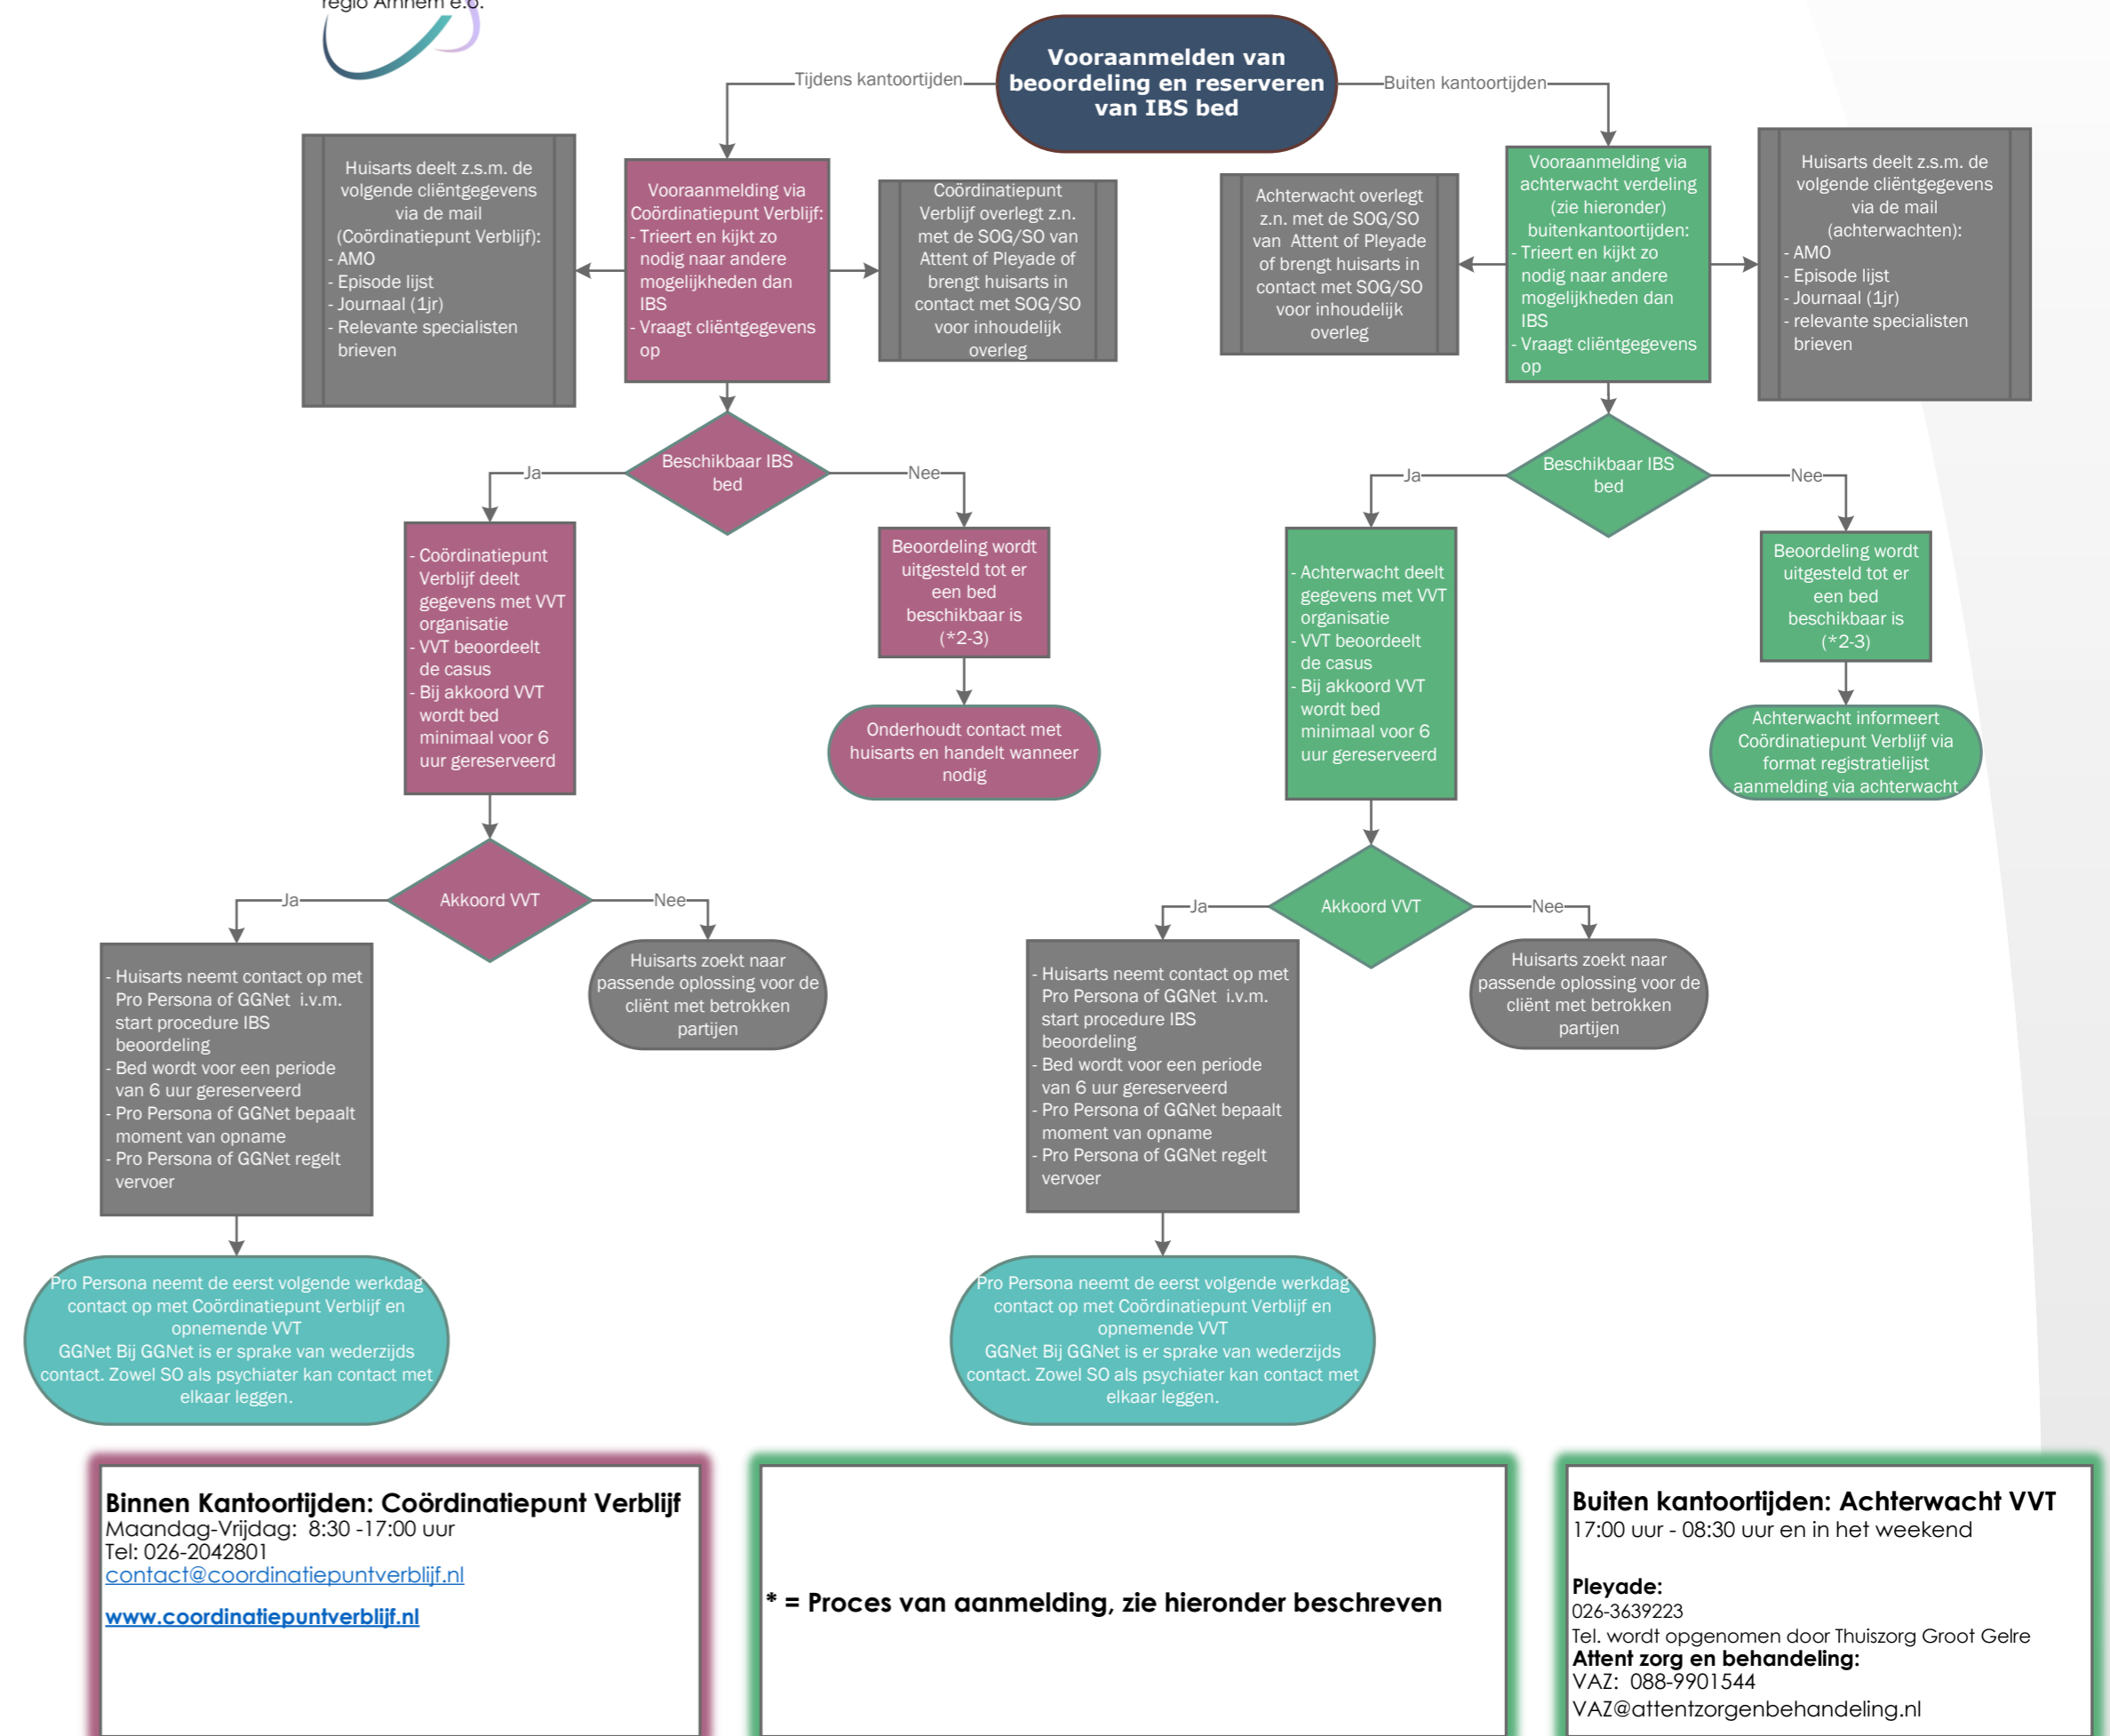 regio Arnhem e.o.
Vooraanmelden van
beoordeling en reserveren
van IBS bed
Tijdens kantoortijden
Buiten kantoortijden
Huisarts deelt z.s.m. de
volgende cliëntgegevens
via de mail
(Coördinatiepunt Verblijf):
- AMO
- Episode lijst
- Journaal (1jr)
- Relevante specialisten
brieven
Vooraanmelding via
Coördinatiepunt Verblijf:
- Trieert en kijkt zo
nodig naar andere
mogelijkheden dan
IBS
- Vraagt cliëntgegevens
op
Coördinatiepunt
Verblijf overlegt z.n.
met de SOG/SO van
Attent of Pleyade of
brengt huisarts in
contact met SOG/SO
voor inhoudelijk
overleg
Achterwacht overlegt
z.n. met de SOG/SO
van Attent of Pleyade
of brengt huisarts in
contact met SOG/SO
voor inhoudelijk
overleg
Vooraanmelding via
achterwacht verdeling
(zie hieronder)
buitenkantoortijden:
- Trieert en kijkt zo
nodig naar andere
mogelijkheden dan
IBS
- Vraagt cliëntgegevens
op
Huisarts deelt z.s.m. de
volgende cliëntgegevens
via de mail
(achterwachten):
- AMO
- Episode lijst
- Journaal (1jr)
- relevante specialisten
brieven
Beschikbaar IBS
bed
Ja
Nee
Beschikbaar IBS
bed
Ja
Nee
- Coördinatiepunt
Verblijf deelt
gegevens met VVT
organisatie
- VVT beoordeelt
de casus
- Bij akkoord VVT
wordt bed
minimaal voor 6
uur gereserveerd
Beoordeling wordt
uitgesteld tot er
een bed
beschikbaar is
(*2-3)
Onderhoudt contact met
huisarts en handelt wanneer
nodig
- Achterwacht deelt
gegevens met VVT
organisatie
- VVT beoordeelt
de casus
- Bij akkoord VVT
wordt bed
minimaal voor 6
uur gereserveerd
Beoordeling wordt
uitgesteld tot er
een bed
beschikbaar is
(*2-3)
Achterwacht informeert
Coördinatiepunt Verblijf via
format registratielijst
aanmelding via achterwacht
Akkoord VVT
Ja
Nee
Akkoord VVT
Ja
Nee
- Huisarts neemt contact op met
Pro Persona of GGNet i.v.m.
start procedure IBS
beoordeling
- Bed wordt voor een periode
van 6 uur gereserveerd
- Pro Persona of GGNet bepaalt
moment van opname
- Pro Persona of GGNet regelt
vervoer
Huisarts zoekt naar
passende oplossing voor de
cliënt met betrokken
partijen
- Huisarts neemt contact op met
Pro Persona of GGNet i.v.m.
start procedure IBS
beoordeling
- Bed wordt voor een periode
van 6 uur gereserveerd
- Pro Persona of GGNet bepaalt
moment van opname
- Pro Persona of GGNet regelt
vervoer
Huisarts zoekt naar
passende oplossing voor de
cliënt met betrokken
partijen
Pro Persona neemt de eerst volgende werkdag
contact op met Coördinatiepunt Verblijf en
opnemende VVT
GGNet Bij GGNet is er sprake van wederzijds
contact. Zowel SO als psychiater kan contact met
elkaar leggen.
Pro Persona neemt de eerst volgende werkdag
contact op met Coördinatiepunt Verblijf en
opnemende VVT
GGNet Bij GGNet is er sprake van wederzijds
contact. Zowel SO als psychiater kan contact met
elkaar leggen.
Binnen Kantoortijden: Coördinatiepunt Verblijf
Maandag-Vrijdag: 8:30 -17:00 uur
Tel: 026-2042801
contact@coordinatiepuntverblijf.nl
www.coordinatiepuntverblijf.nl
* = Proces van aanmelding, zie hieronder beschreven
Buiten kantoortijden: Achterwacht VVT
17:00 uur - 08:30 uur en in het weekend
Pleyade:
026-3639223
Tel. wordt opgenomen door Thuiszorg Groot Gelre
Attent zorg en behandeling:
VAZ: 088-9901544
VAZ@attentzorgenbehandeling.nl